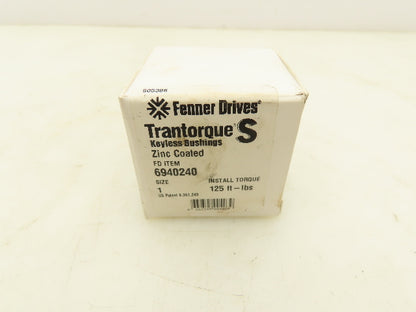 Fenner Drives®
Trantorque® S
Keyless Bushings
Zinc Coated
FD ITEM
6940240
SIZE INSTALL TORQUE
1 125 ft-lbs